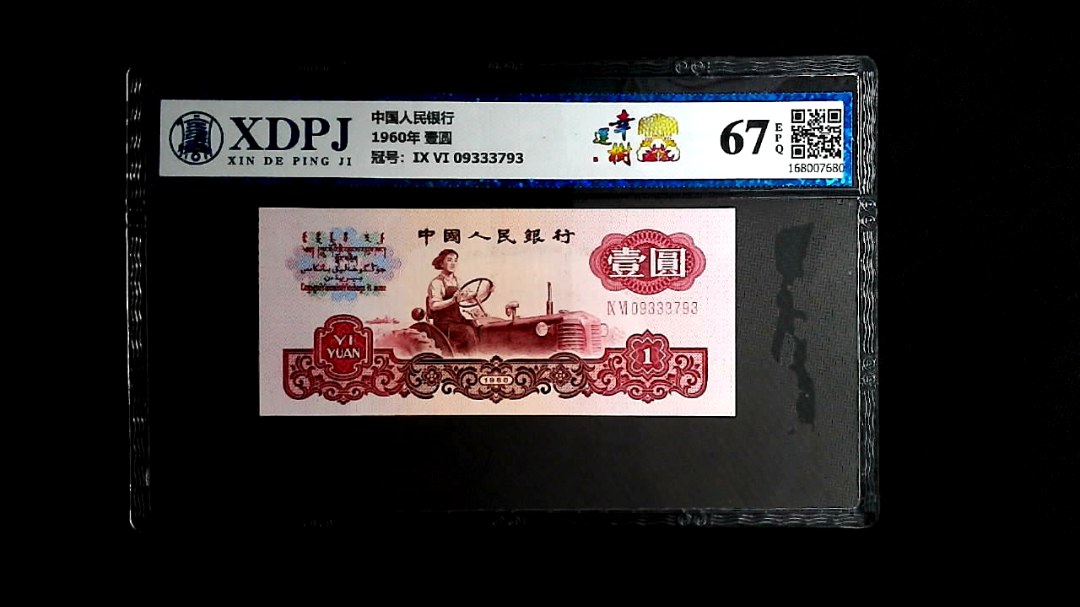 XDPJ
XIN DE PING JI
中国人民银行
1960年 壹圆
冠号: IX VI 09333793
幸
運
樹
67
EPQ
168007680
中國人民銀行
壹圓
IX VI 09333793
YI
YUAN
1
1960